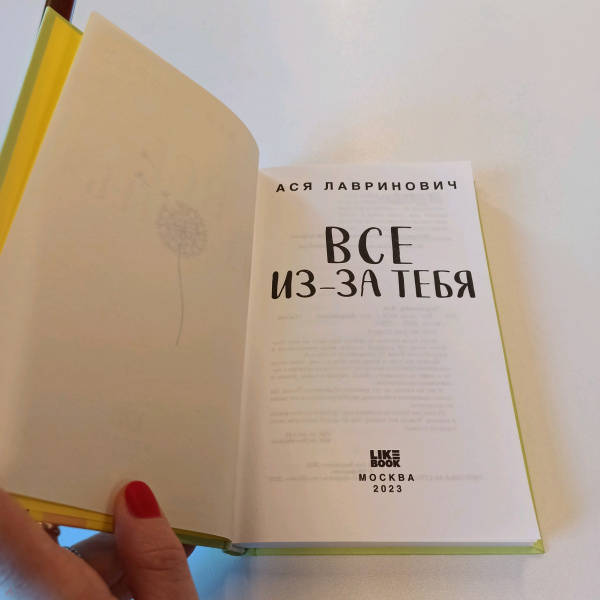 АСЯ ЛАВРИНОВИЧ
ВСЕ
ИЗ-ЗА ТЕБЯ
LIKE
BOOK
МОСКВА
2023